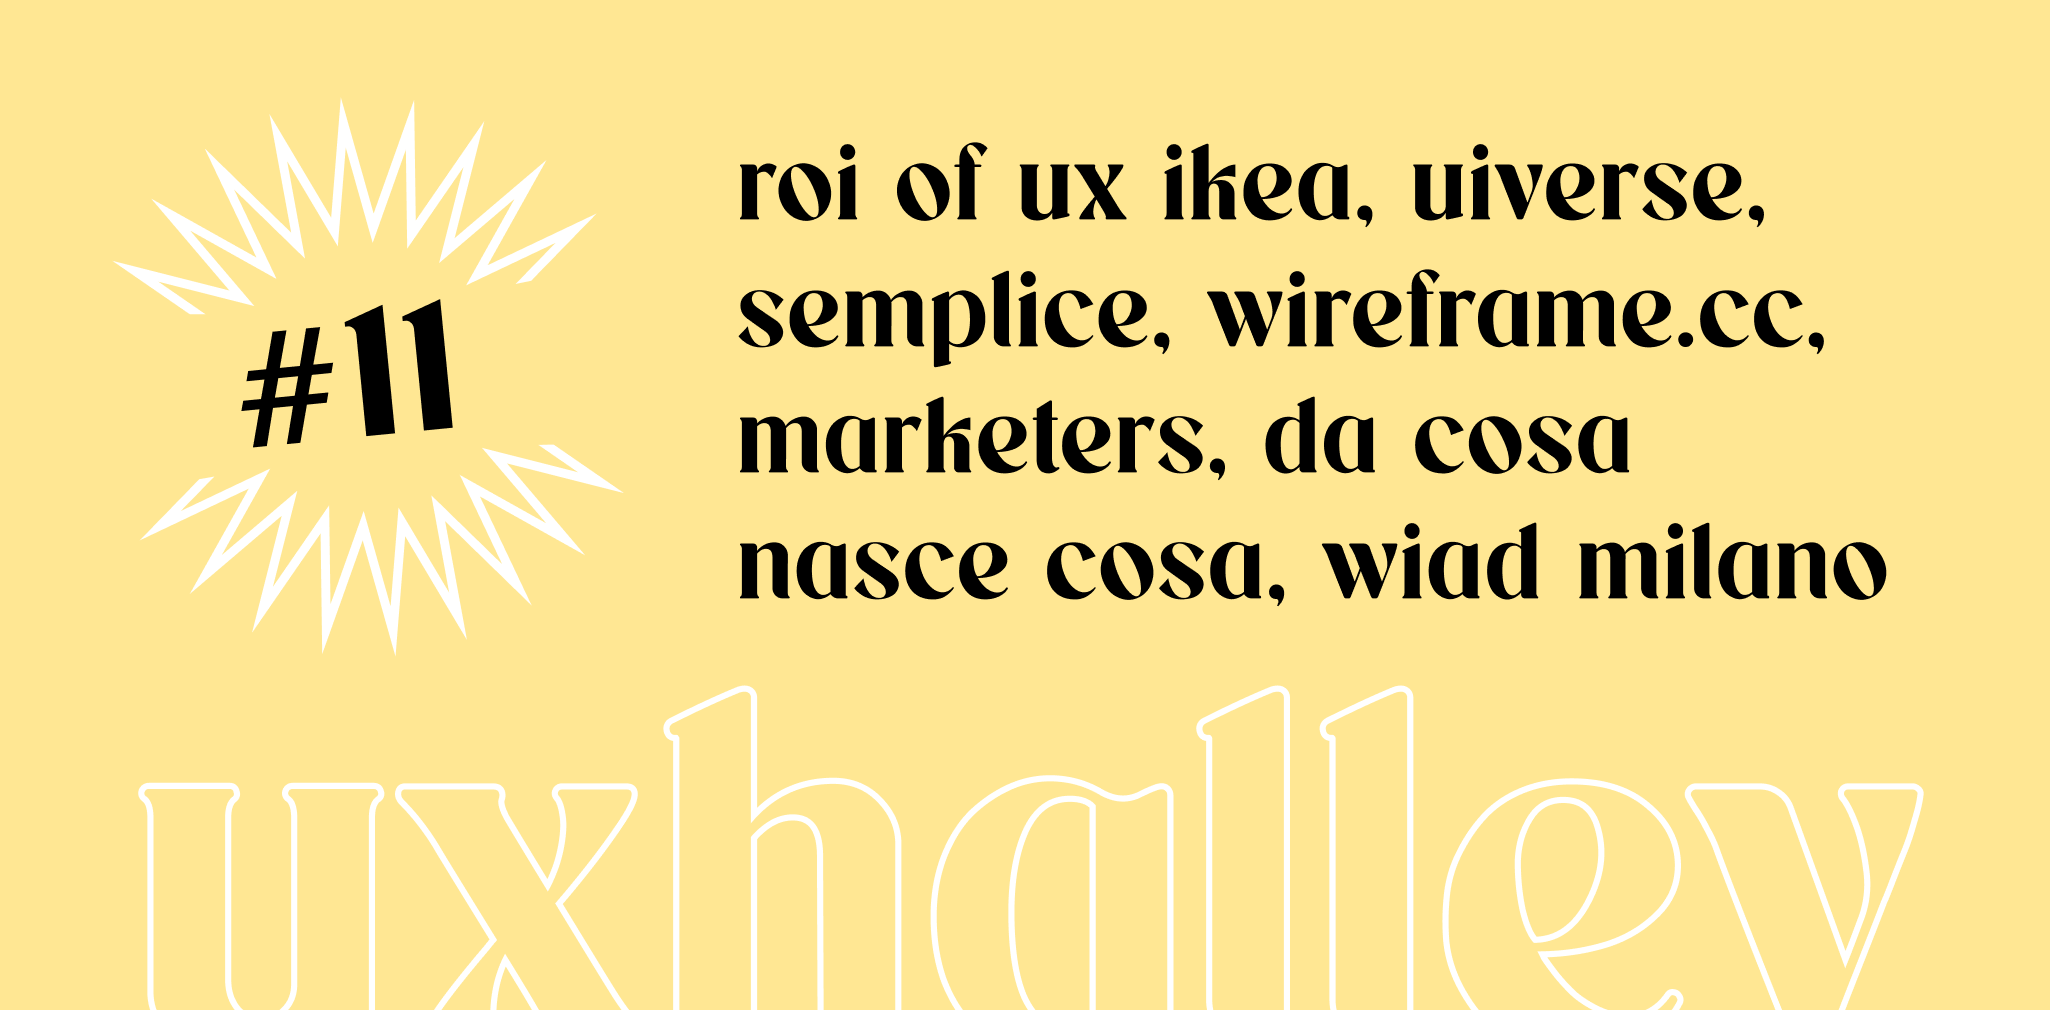 #11
roi of ux ikea, uiverse,
semplice, wireframe.cc,
marketers, da cosa
nasce cosa, wiad milano
uxhalley